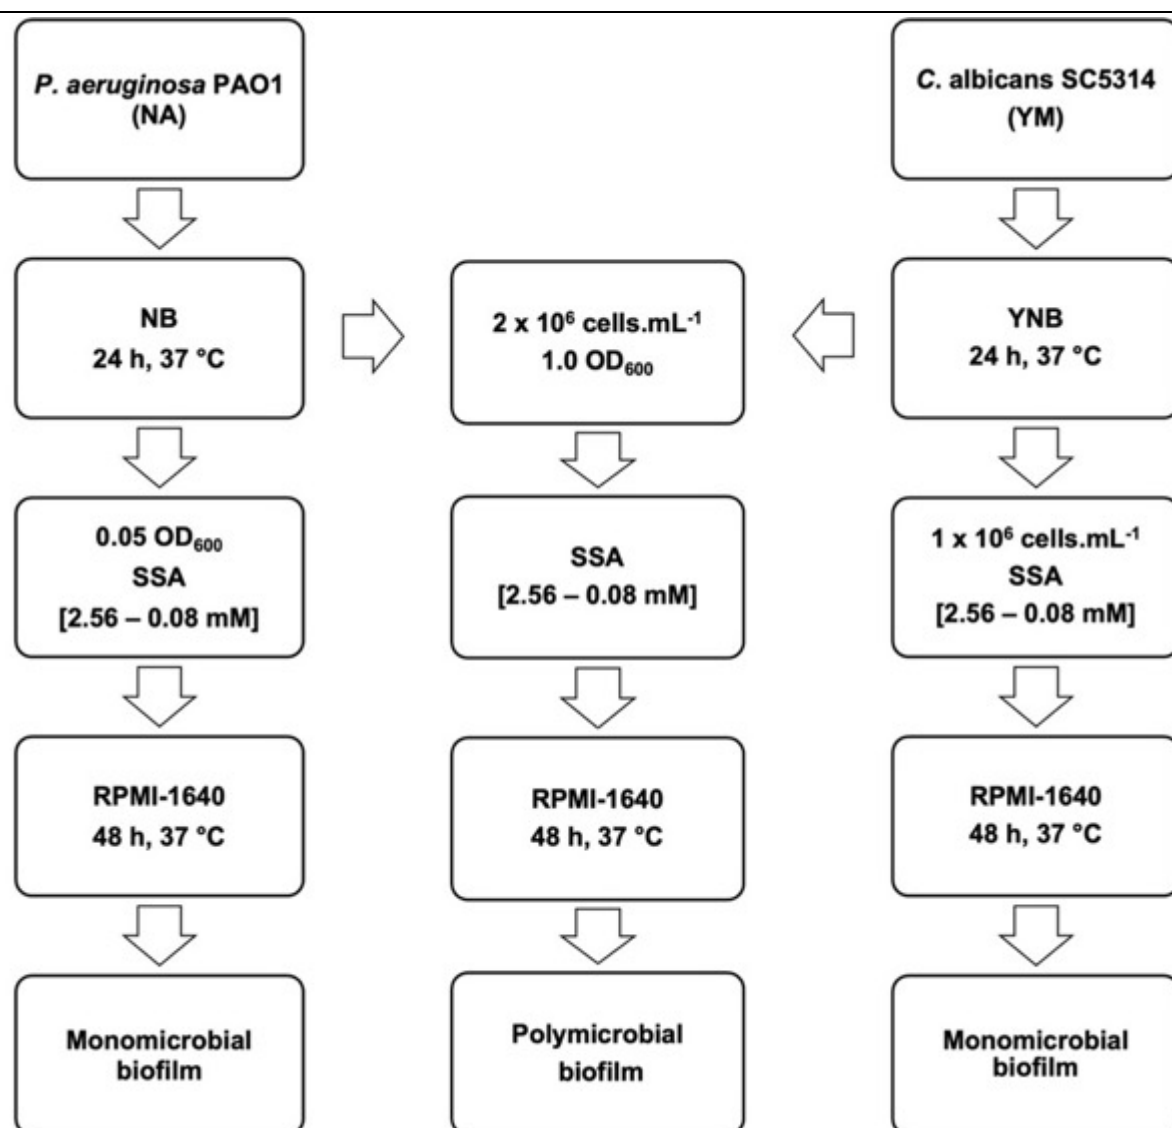 P. aeruginosa PAO1
(NA)
C. albicans SC5314
(YM)
NB
24 h, 37 °C
2 x 10⁶ cells.mL⁻¹
1.0 OD₆₀₀
YNB
24 h, 37 °C
0.05 OD₆₀₀
SSA
[2.56 – 0.08 mM]
SSA
[2.56 – 0.08 mM]
1 x 10⁶ cells.mL⁻¹
SSA
[2.56 – 0.08 mM]
RPMI-1640
48 h, 37 °C
RPMI-1640
48 h, 37 °C
RPMI-1640
48 h, 37 °C
Monomicrobial
biofilm
Polymicrobial
biofilm
Monomicrobial
biofilm